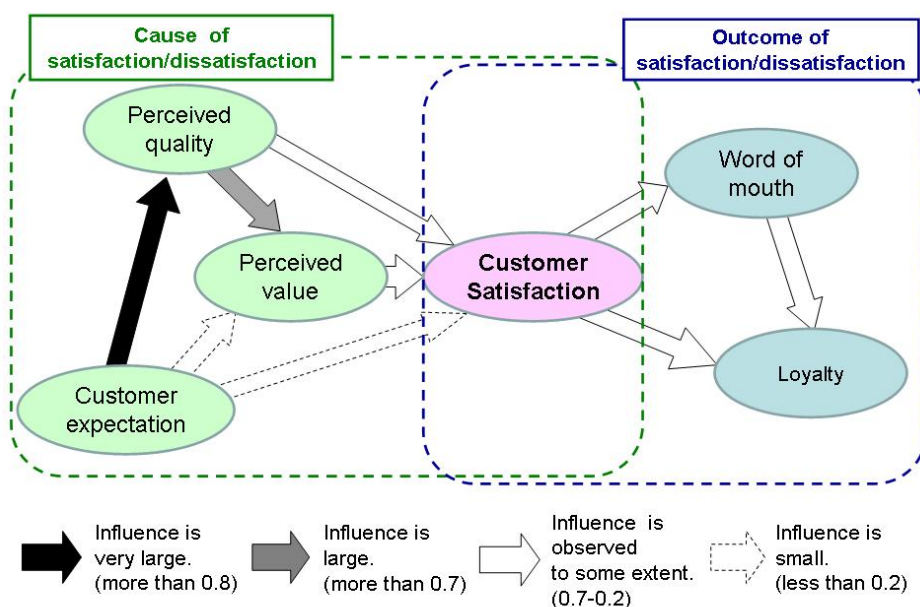 Cause of
satisfaction/dissatisfaction
Outcome of
satisfaction/dissatisfaction
Perceived
quality
Word of
mouth
Perceived
value
Customer
Satisfaction
Customer
expectation
Loyalty
Influence is
very large.
(more than 0.8)
Influence is
large.
(more than 0.7)
Influence is
observed
to some extent.
(0.7-0.2)
Influence is
small.
(less than 0.2)